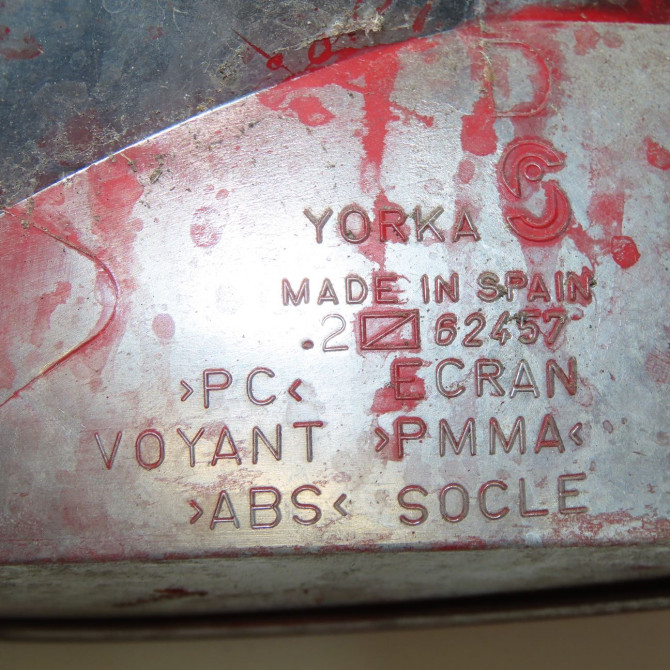 D
YORKA
MADE IN SPAIN
.2 62457
>PC< ECRAN
VOYANT >PMMA<
>ABS< SOCLE